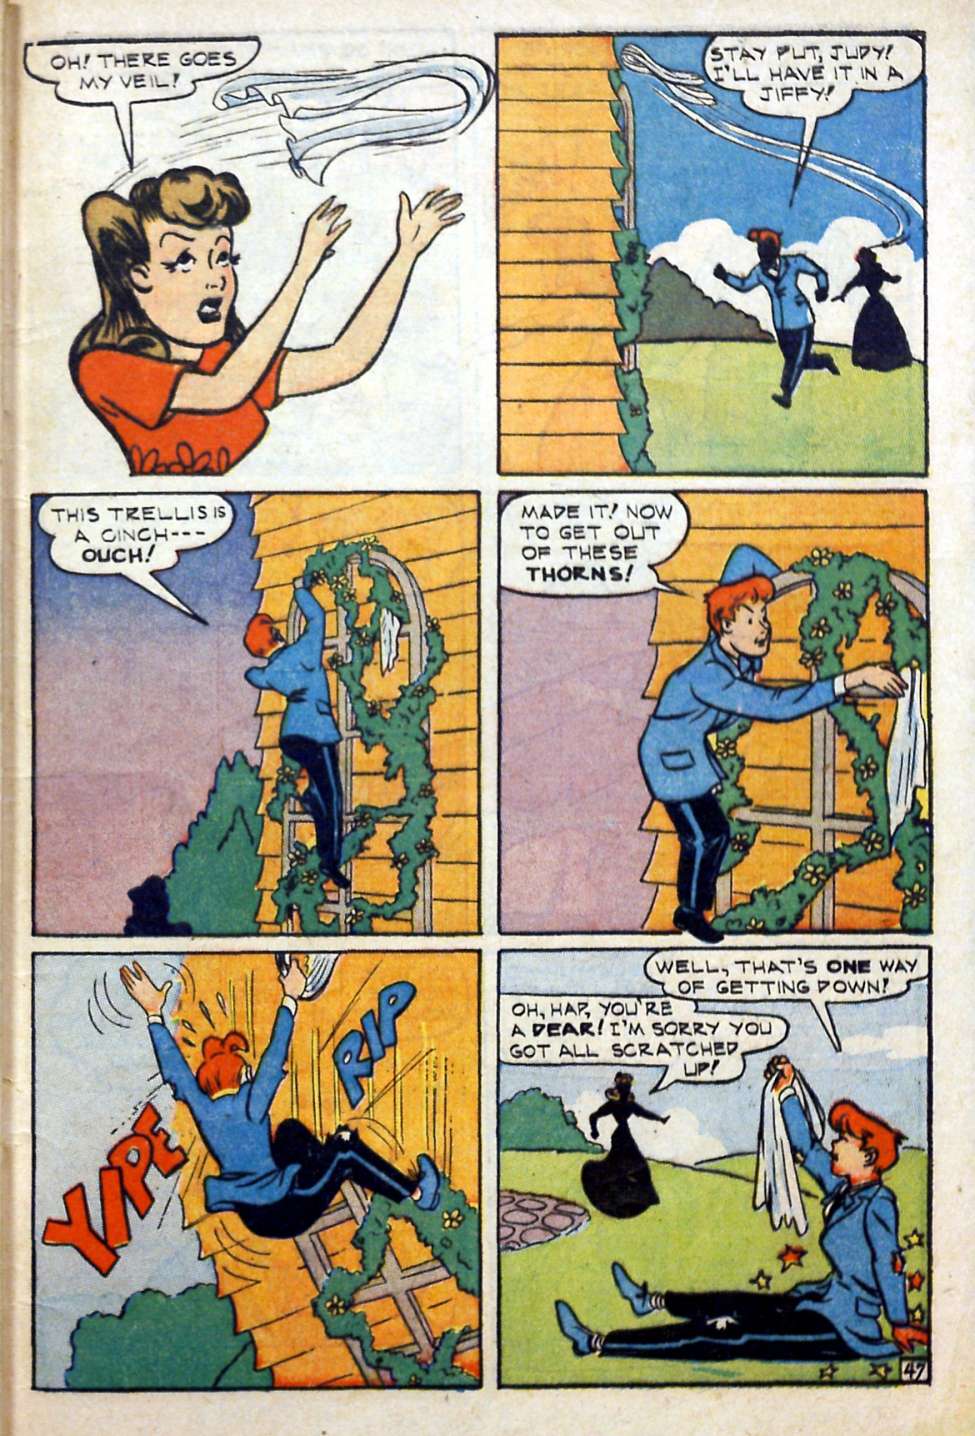 OH! THERE GOES
MY VEIL!
STAY PUT, JUDY!
I'LL HAVE IT IN A
JIFFY!
THIS TRELLIS IS
A CINCH---
OUCH!
MADE IT! NOW
TO GET OUT
OF THESE
THORNS!
YIPE
RIP
WELL, THAT'S ONE WAY
OF GETTING DOWN!
OH, HAP, YOU'RE
A DEAR! I'M SORRY YOU
GOT ALL SCRATCHED
UP!
47